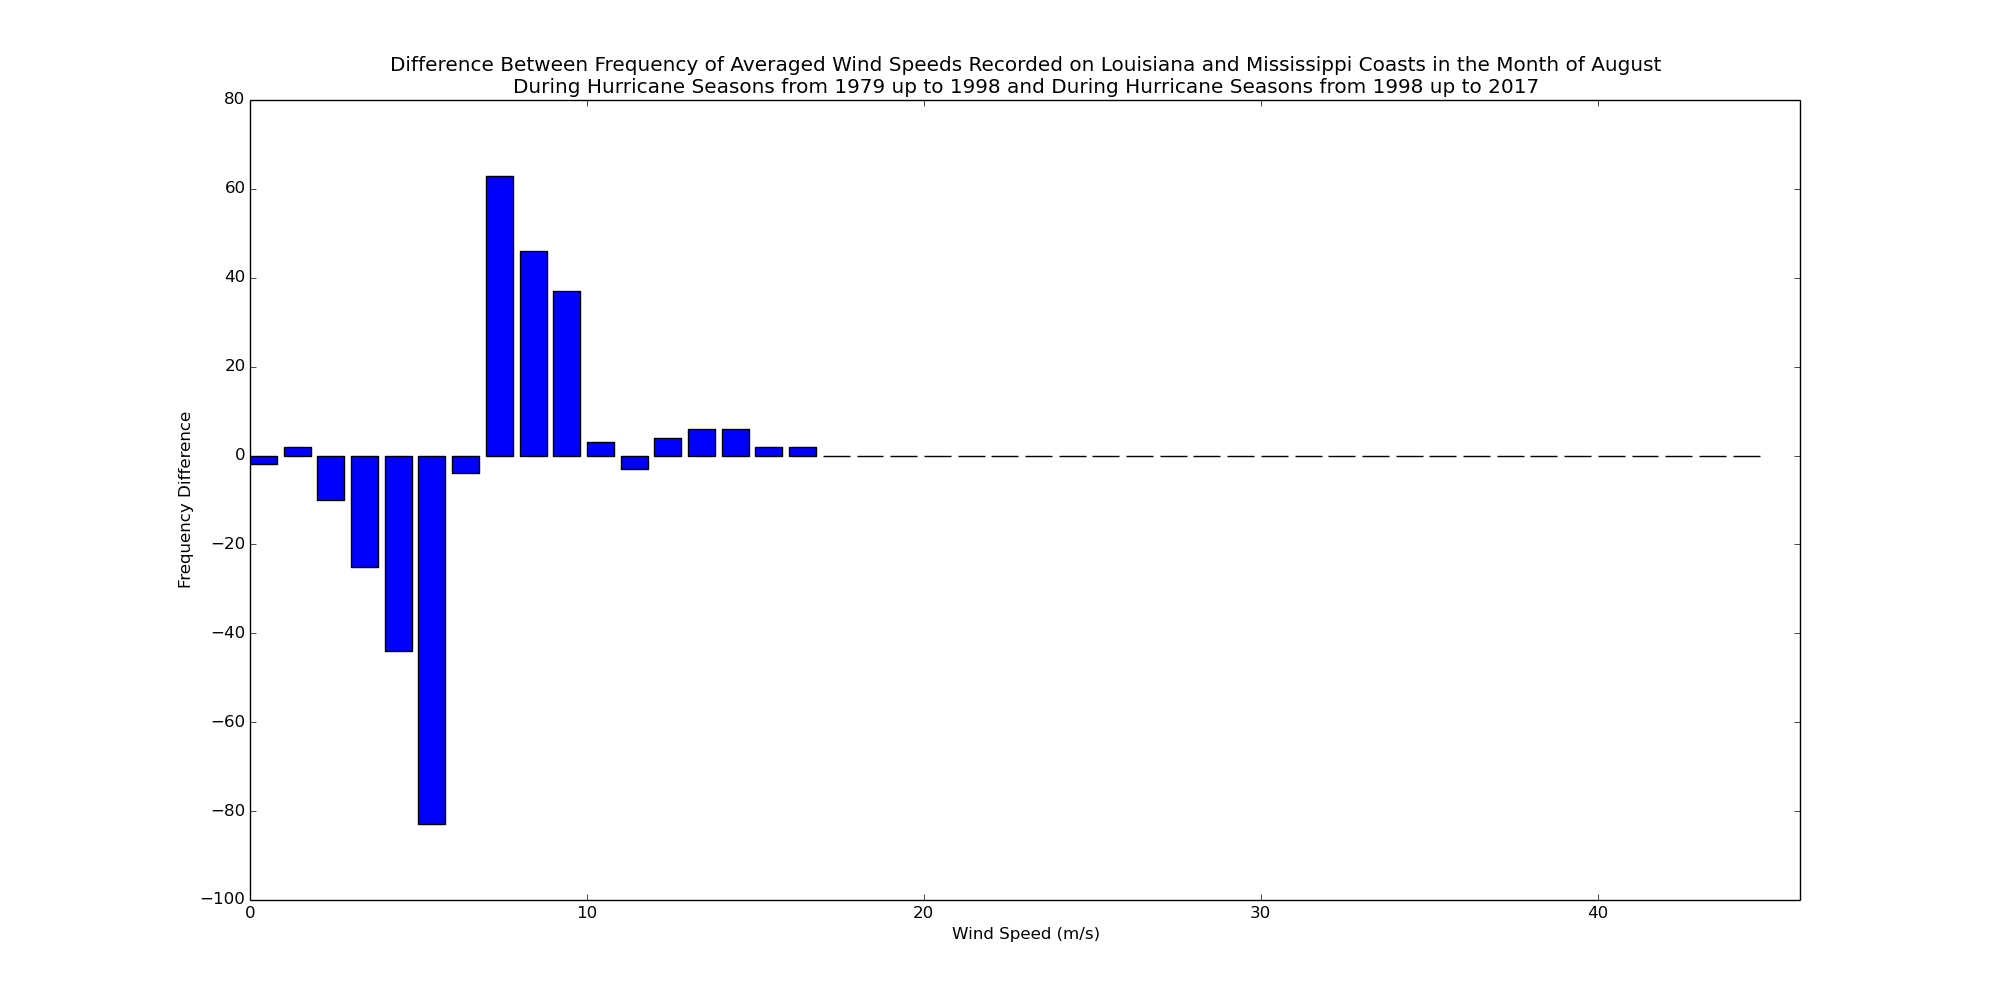 Difference Between Frequency of Averaged Wind Speeds Recorded on Louisiana and Mississippi Coasts in the Month of August
During Hurricane Seasons from 1979 up to 1998 and During Hurricane Seasons from 1998 up to 2017
80
60
40
20
0
−20
−40
−60
−80
−100
Frequency Difference
0 10 20 30 40
Wind Speed (m/s)